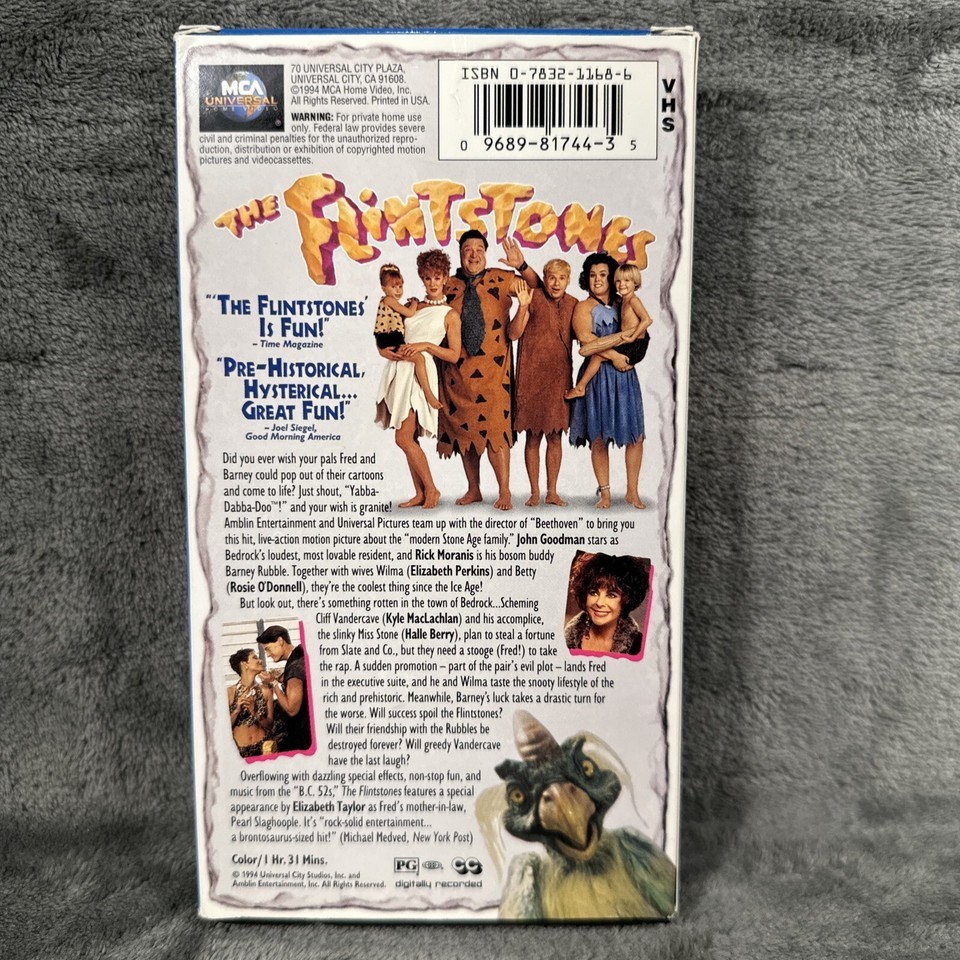 MCA
UNIVERSAL
HOME VIDEO
®
70 UNIVERSAL CITY PLAZA,
UNIVERSAL CITY, CA 91608.
©1994 MCA Home Video, Inc.
All Rights Reserved. Printed in USA.
WARNING: For private home use
only. Federal law provides severe
civil and criminal penalties for the unauthorized repro-
duction, distribution or exhibition of copyrighted motion
pictures and videocassettes.
ISBN 0-7832-1168-6
0 9689-81744-3 5
VHS
THE FLINTSTONES
"'THE FLINTSTONES'
IS FUN!"
– Time Magazine
"PRE-HISTORICAL,
HYSTERICAL...
GREAT FUN!"
– Joel Siegel,
Good Morning America
Did you ever wish your pals Fred and
Barney could pop out of their cartoons
and come to life? Just shout, "Yabba-
Dabba-Doo™!" and your wish is granite!
Amblin Entertainment and Universal Pictures team up with the director of "Beethoven" to bring you
this hit, live-action motion picture about the "modern Stone Age family." John Goodman stars as
Bedrock's loudest, most lovable resident, and Rick Moranis is his bosom buddy
Barney Rubble. Together with wives Wilma (Elizabeth Perkins) and Betty
(Rosie O'Donnell), they're the coolest thing since the Ice Age!
But look out, there's something rotten in the town of Bedrock...Scheming
Cliff Vandercave (Kyle MacLachlan) and his accomplice,
the slinky Miss Stone (Halle Berry), plan to steal a fortune
from Slate and Co., but they need a stooge (Fred!) to take
the rap. A sudden promotion – part of the pair's evil plot – lands Fred
in the executive suite, and he and Wilma taste the snooty lifestyle of the
rich and prehistoric. Meanwhile, Barney's luck takes a drastic turn for
the worse. Will success spoil the Flintstones?
Will their friendship with the Rubbles be
destroyed forever? Will greedy Vandercave
have the last laugh?
Overflowing with dazzling special effects, non-stop fun, and
music from the "B.C. 52s," The Flintstones features a special
appearance by Elizabeth Taylor as Fred's mother-in-law,
Pearl Slaghoople. It's "rock-solid entertainment...
a brontosaurus-sized hit!" (Michael Medved, New York Post)
Color/1 Hr. 31 Mins.
© 1994 Universal City Studios, Inc. and
Amblin Entertainment, Inc. All Rights Reserved.
PG
CC
digitally recorded